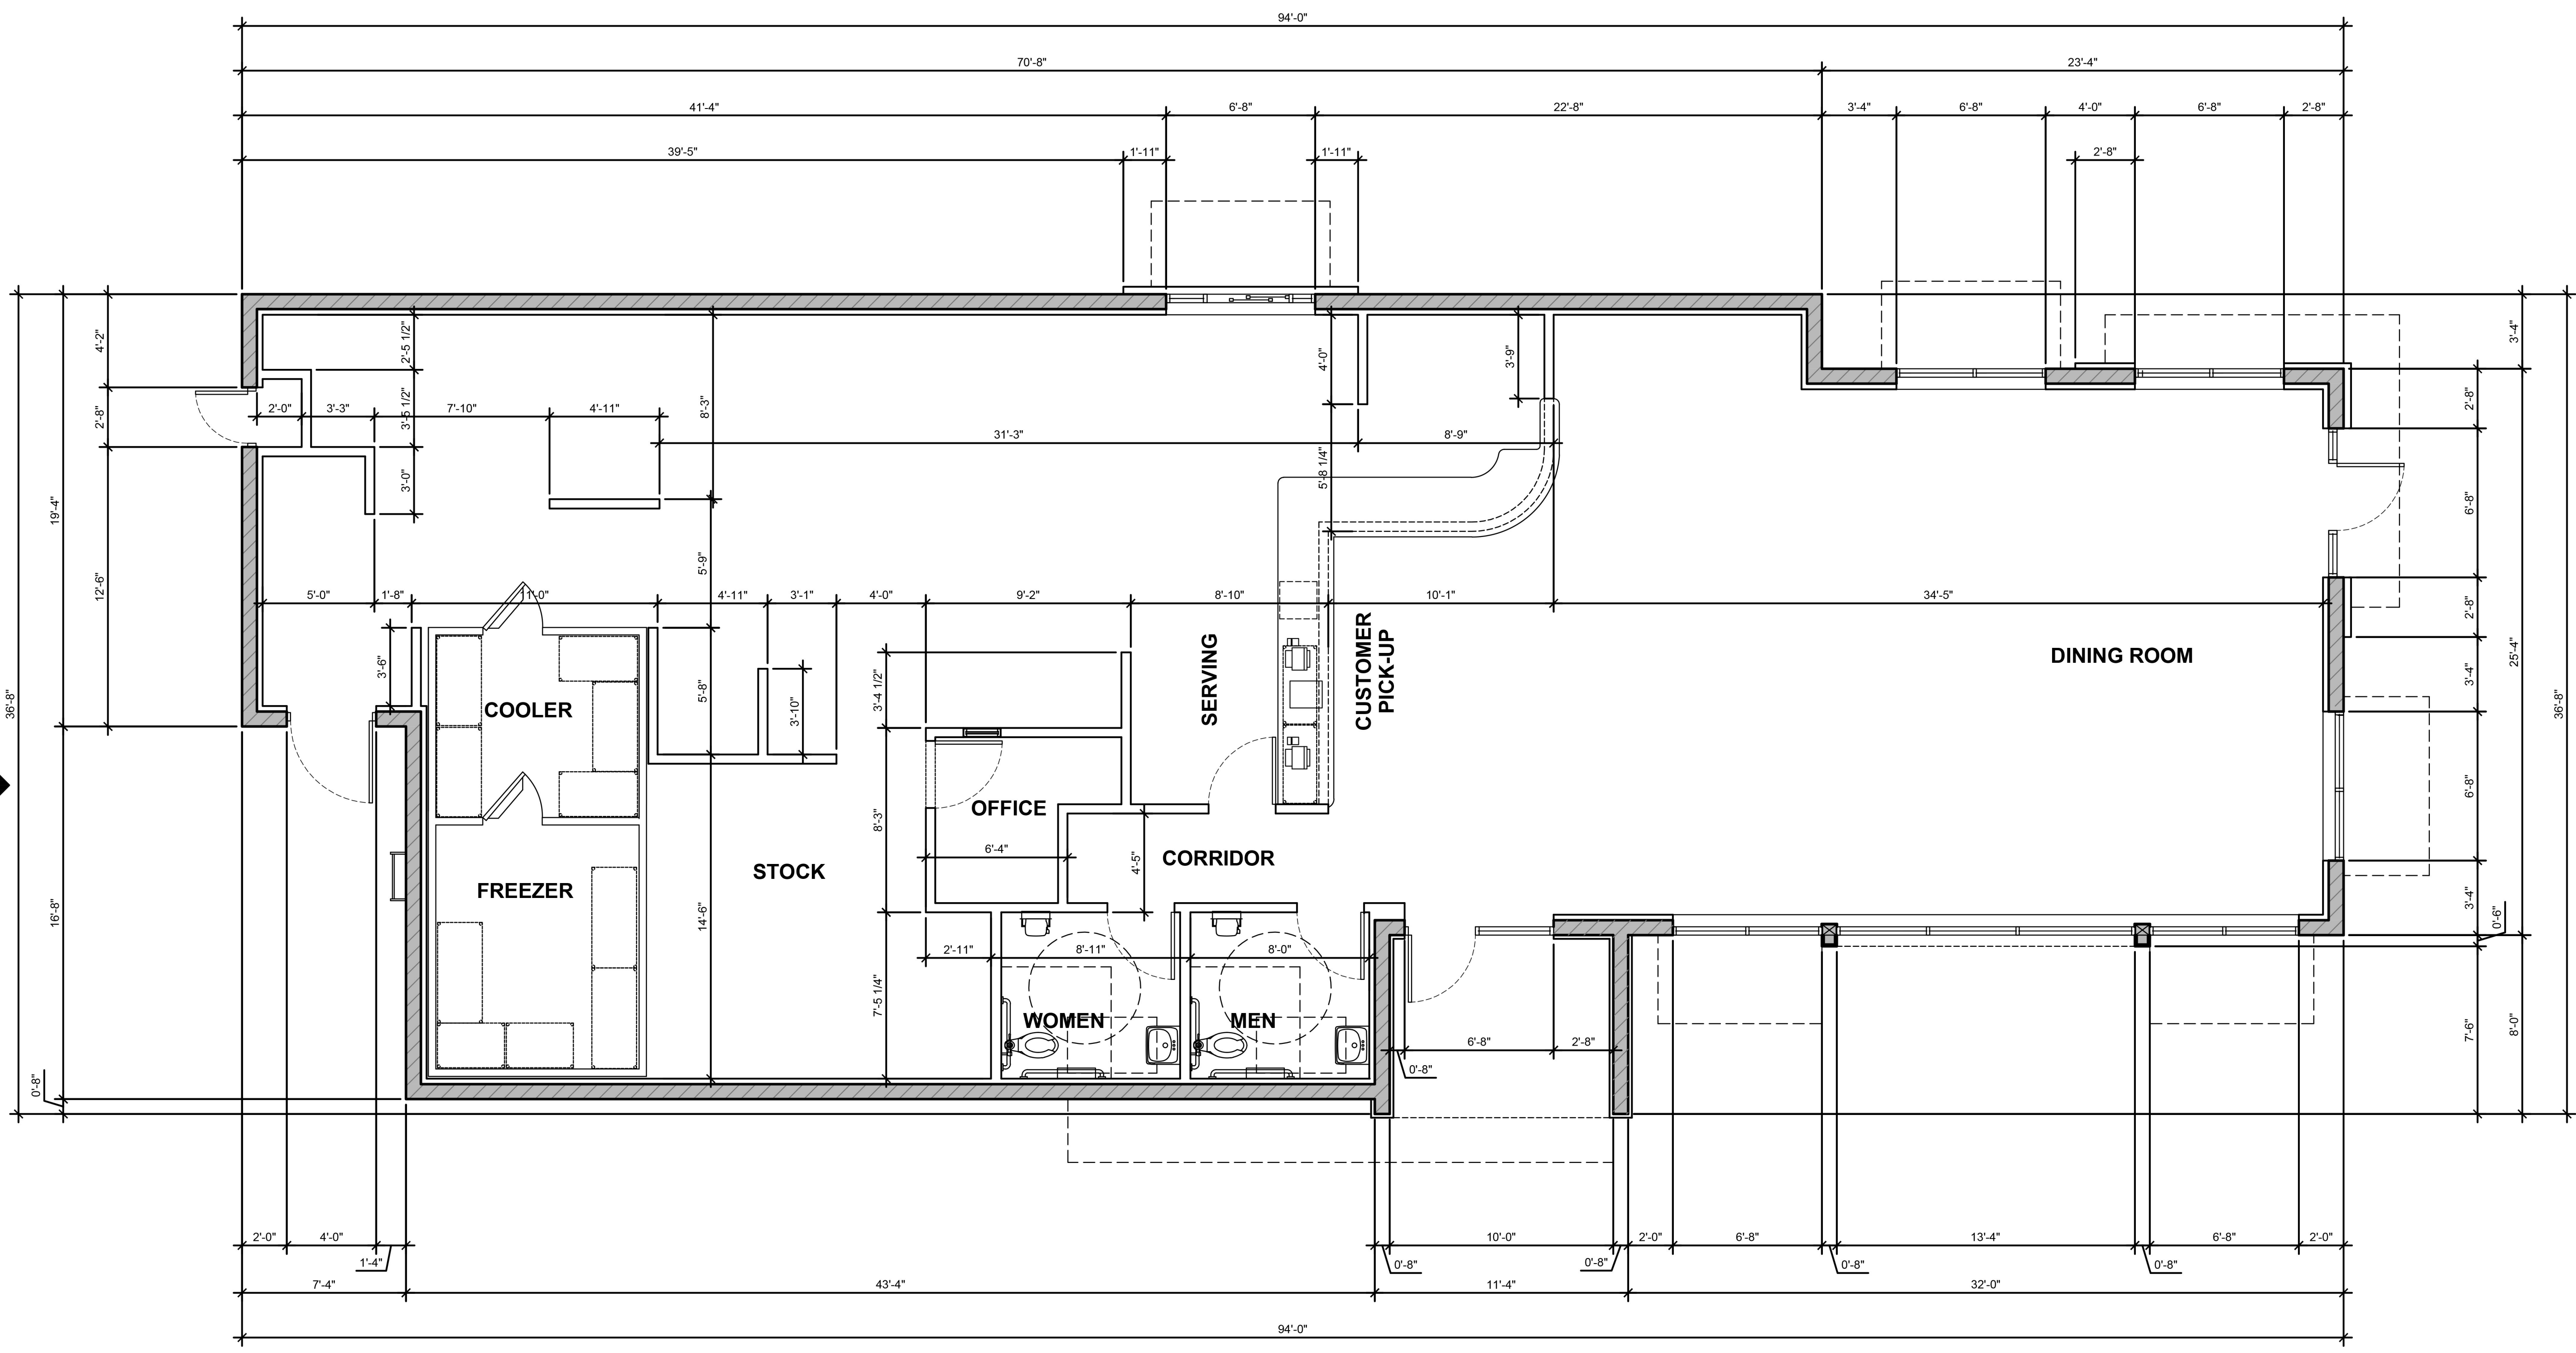 94'-0"
70'-8" 23'-4"
41'-4" 6'-8" 22'-8" 3'-4" 6'-8" 4'-0" 6'-8" 2'-8"
39'-5" 1'-11" 1'-11" 2'-8"
4'-2"
2'-8"
12'-6"
19'-4"
16'-8"
36'-8"
0'-8"
2'-5 1/2"
3'-5 1/2"
3'-0"
8'-3"
4'-0"
3'-9"
2'-0" 3'-3" 7'-10" 4'-11"
31'-3" 8'-9"
5'-8 1/4"
5'-9"
5'-0" 1'-8" 11'-0" 4'-11" 3'-1" 4'-0" 9'-2" 8'-10" 10'-1" 34'-5"
3'-6"
5'-8"
3'-10"
3'-4 1/2"
COOLER
SERVING
CUSTOMER
PICK-UP
DINING ROOM
OFFICE
8'-3"
6'-4"
4'-5"
CORRIDOR
STOCK
FREEZER
14'-6"
2'-11" 8'-11" 8'-0"
7'-5 1/4"
WOMEN
MEN
6'-8" 2'-8"
0'-8"
3'-4"
2'-8"
6'-8"
2'-8"
3'-4"
6'-8"
3'-4"
0'-6"
7'-6"
25'-4"
8'-0"
36'-8"
2'-0" 4'-0" 10'-0" 2'-0" 6'-8" 13'-4" 6'-8" 2'-0"
1'-4" 0'-8" 0'-8" 0'-8" 0'-8"
7'-4" 43'-4" 11'-4" 32'-0"
94'-0"